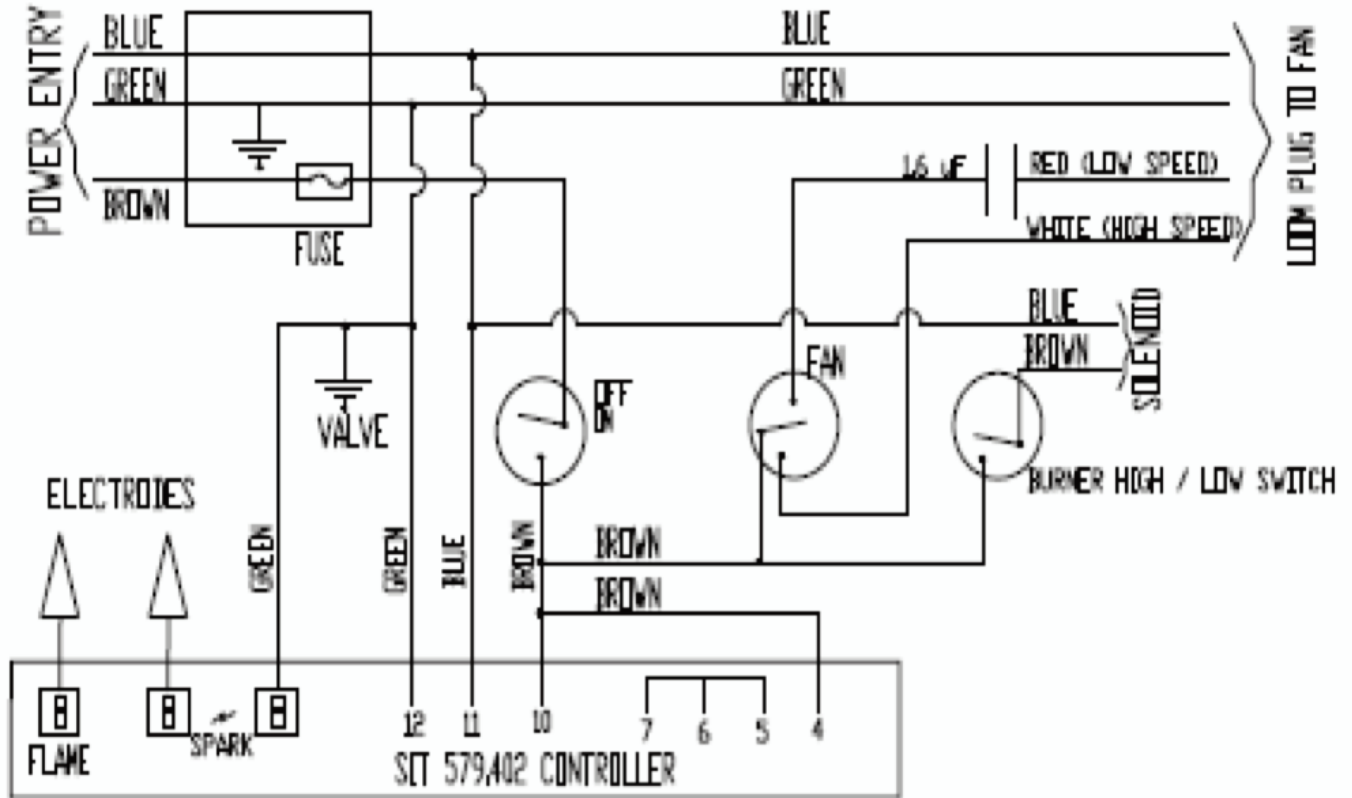 POWER ENTRY
BLUE
GREEN
BROWN
FUSE
BLUE
GREEN
1.6 uF
RED (LOW SPEED)
WHITE (HIGH SPEED)
LOOM PLUG TO FAN
BLUE
BROWN
SOLENOID
OFF
ON
FAN
BURNER HIGH / LOW SWITCH
VALVE
ELECTRODES
GREEN
GREEN
BLUE
BROWN
BROWN
BROWN
FLAME
SPARK
12 11 10 7 6 5 4
SIT 579,402 CONTROLLER